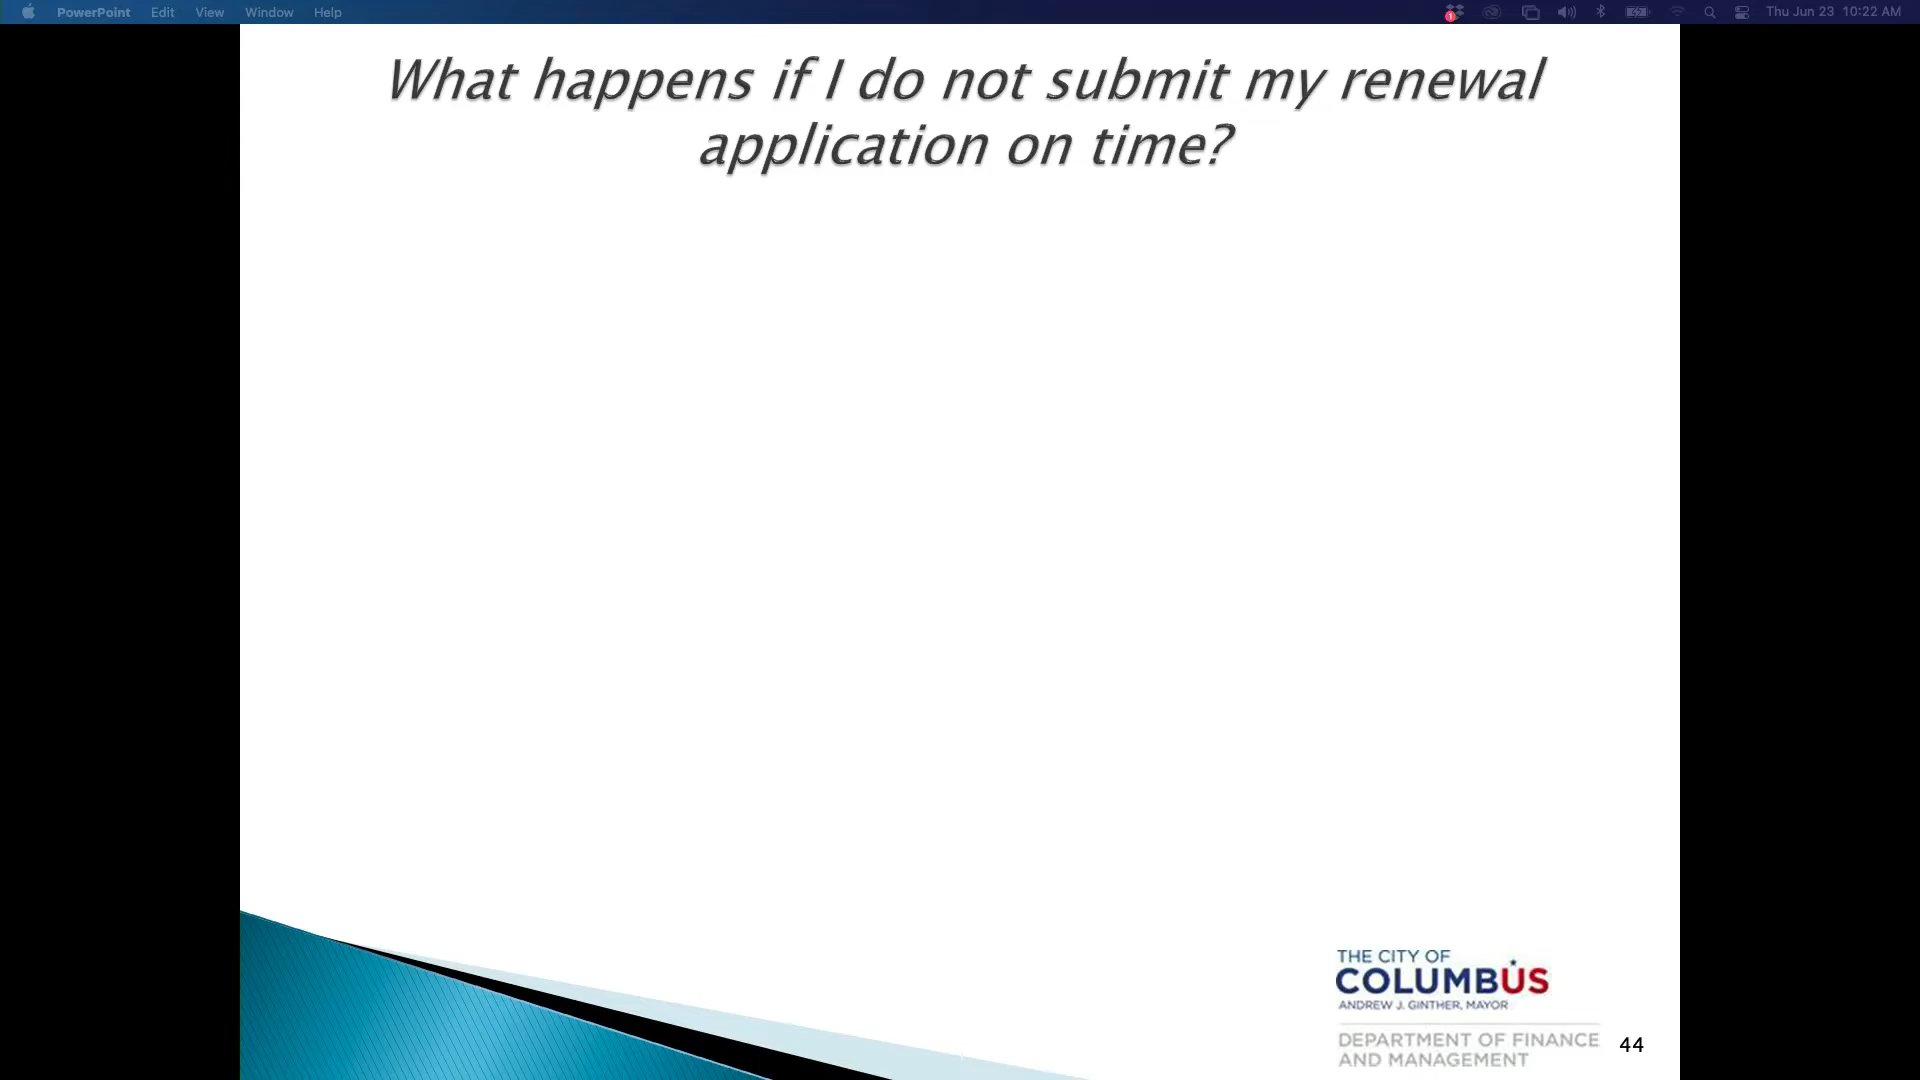 PowerPoint Edit View Window Help
1
Thu Jun 23 10:22 AM
What happens if I do not submit my renewal
application on time?
THE CITY OF
COLUMBUS
ANDREW J. GINTHER, MAYOR
DEPARTMENT OF FINANCE
AND MANAGEMENT
44